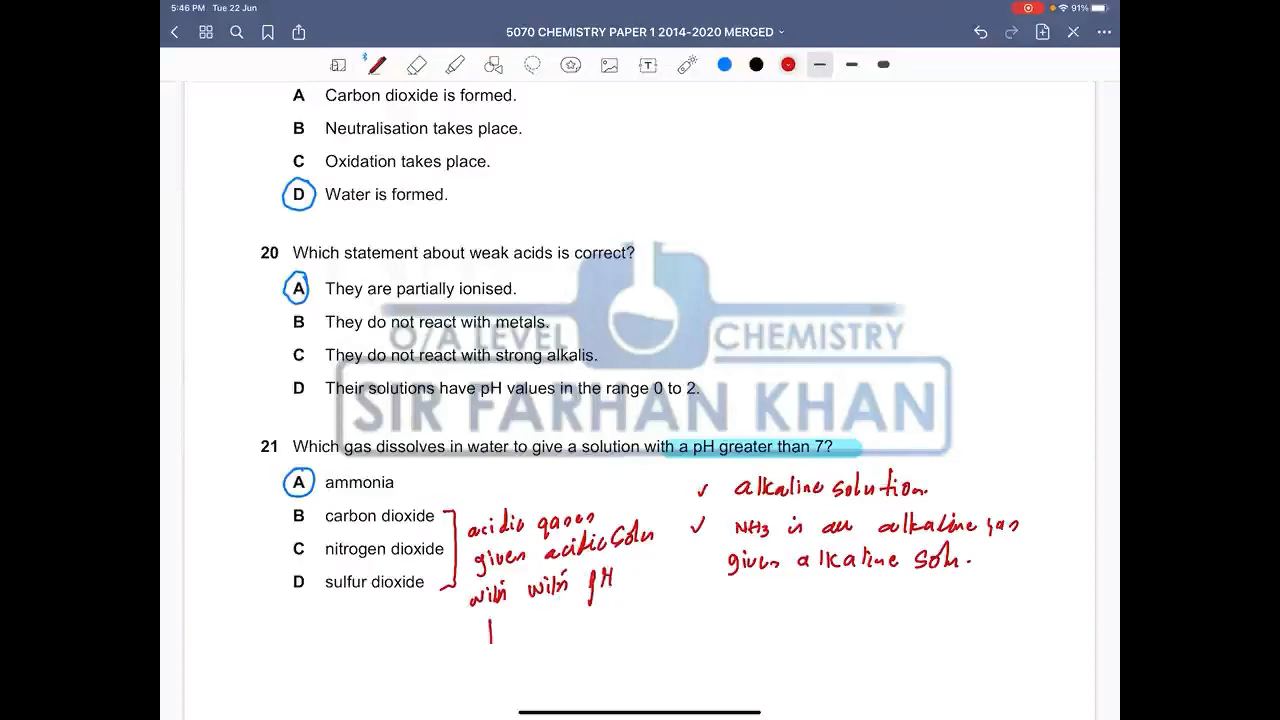 5:46 PM Tue 22 Jun
91%
5070 CHEMISTRY PAPER 1 2014-2020 MERGED
A Carbon dioxide is formed.
B Neutralisation takes place.
C Oxidation takes place.
D Water is formed.
20 Which statement about weak acids is correct?
A They are partially ionised.
B They do not react with metals.
C They do not react with strong alkalis.
D Their solutions have pH values in the range 0 to 2.
O/A LEVEL CHEMISTRY
SIR FARHAN KHAN
21 Which gas dissolves in water to give a solution with a pH greater than 7?
A ammonia
B carbon dioxide
C nitrogen dioxide
D sulfur dioxide
acidic gases
given acidic soln
with with pH
✓ alkaline solution.
✓ NH3 is an alkaline gas
gives alkaline soln.